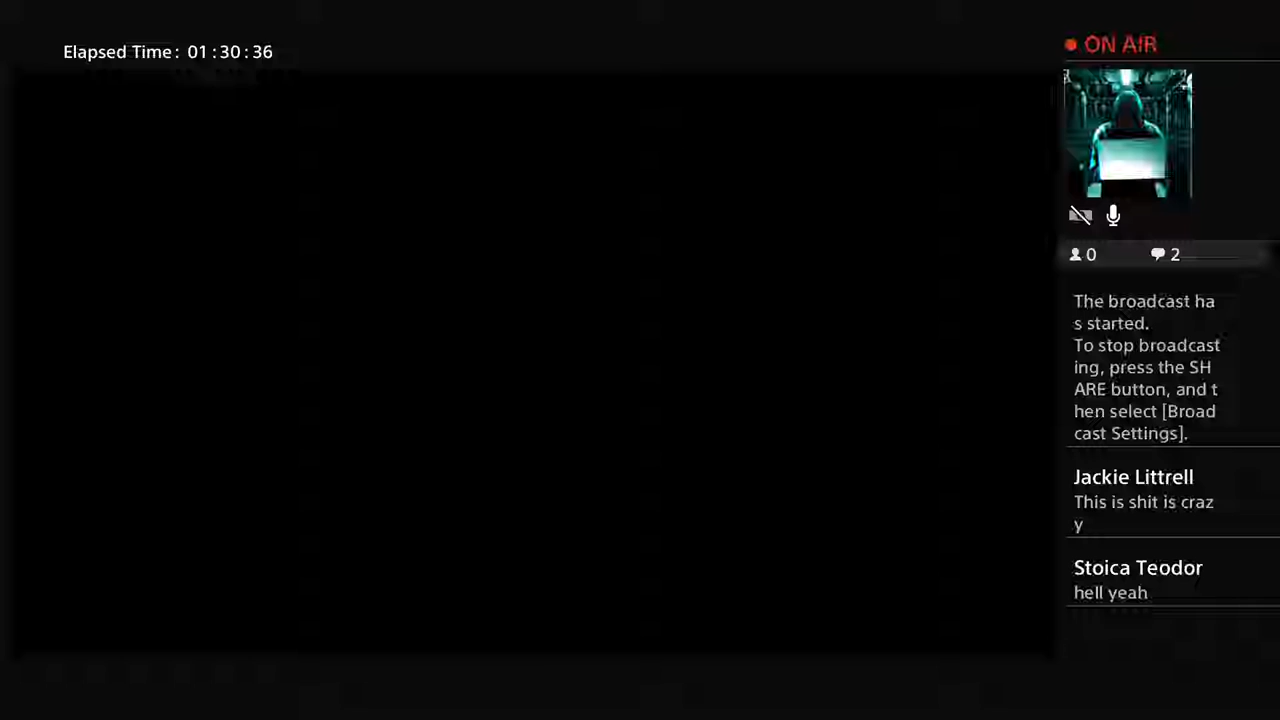 Elapsed Time: 01:30:36
ON AIR
0
2
The broadcast ha
s started.
To stop broadcast
ing, press the SH
ARE button, and t
hen select [Broad
cast Settings].
Jackie Littrell
This is shit is craz
y
Stoica Teodor
hell yeah